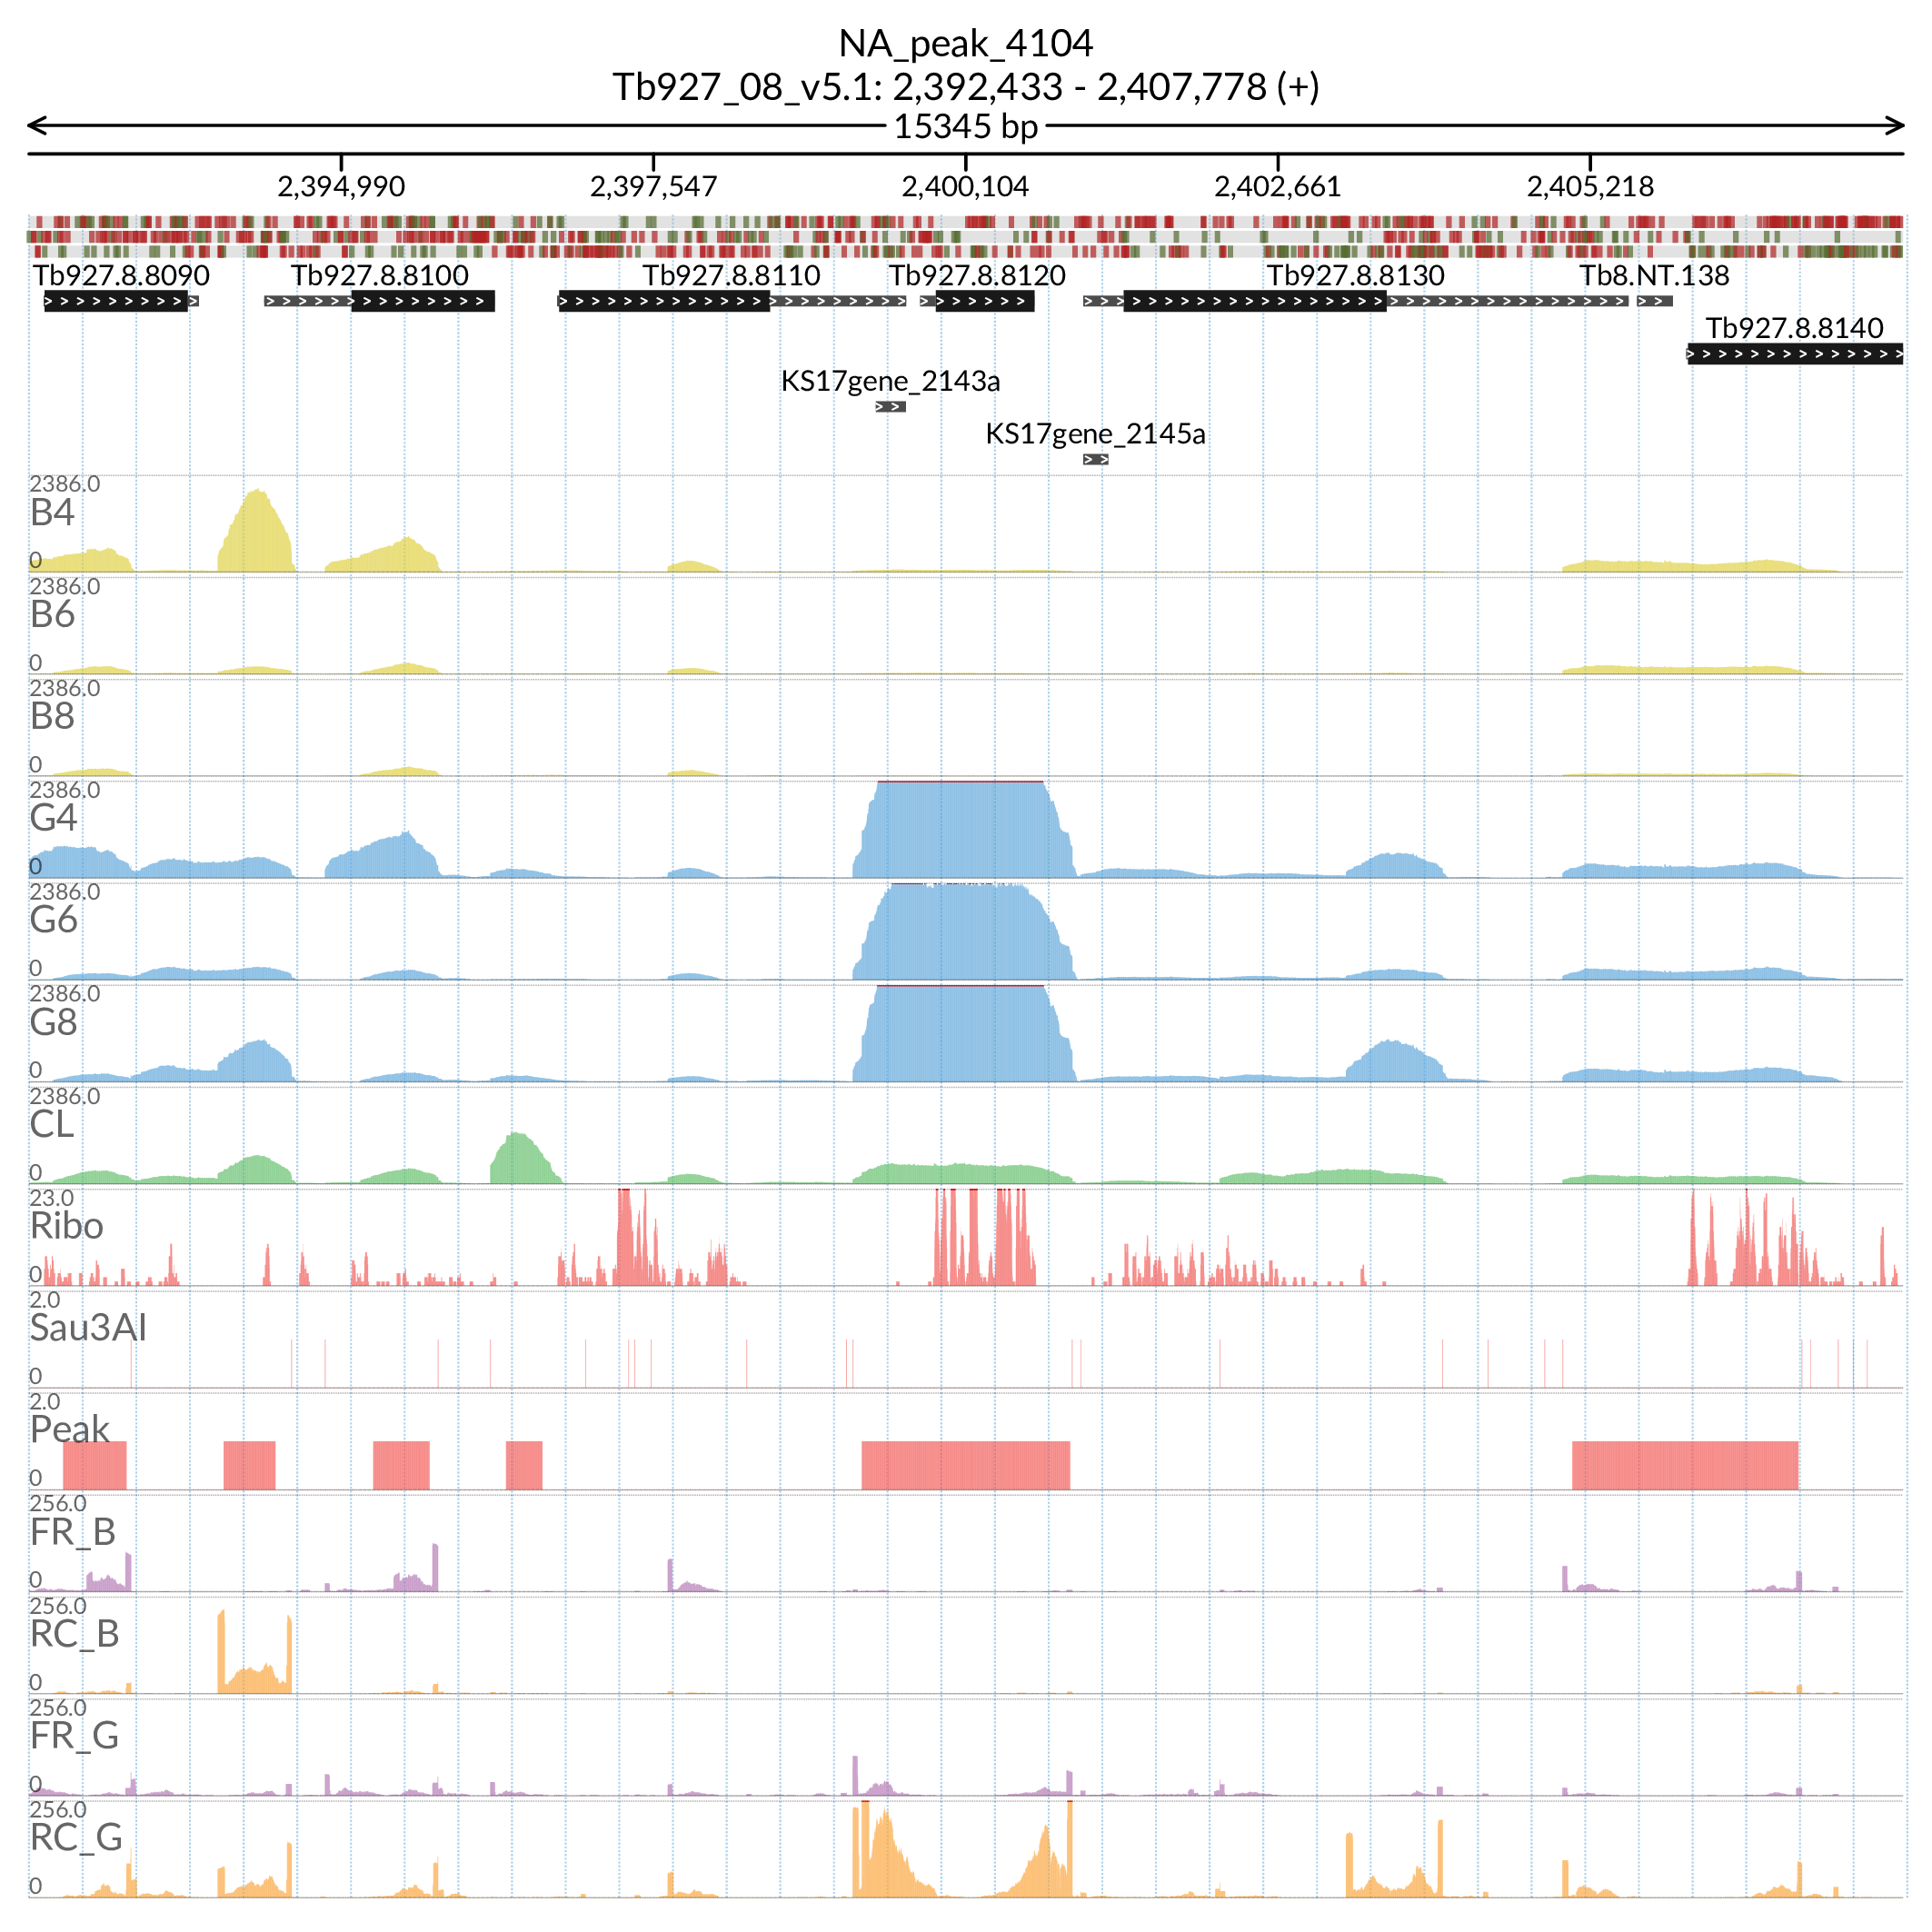 NA_peak_4104
Tb927_08_v5.1: 2,392,433 - 2,407,778 (+)
15345 bp
2,394,990 2,397,547 2,400,104 2,402,661 2,405,218
Tb927.8.8090 Tb927.8.8100 Tb927.8.8110 Tb927.8.8120 Tb927.8.8130 Tb8.NT.138
Tb927.8.8140
KS17gene_2143a
KS17gene_2145a
2386.0
B4
0
2386.0
B6
0
2386.0
B8
0
2386.0
G4
0
2386.0
G6
0
2386.0
G8
0
2386.0
CL
0
23.0
Ribo
0
2.0
Sau3AI
0
2.0
Peak
0
256.0
FR_B
0
256.0
RC_B
0
256.0
FR_G
0
256.0
RC_G
0